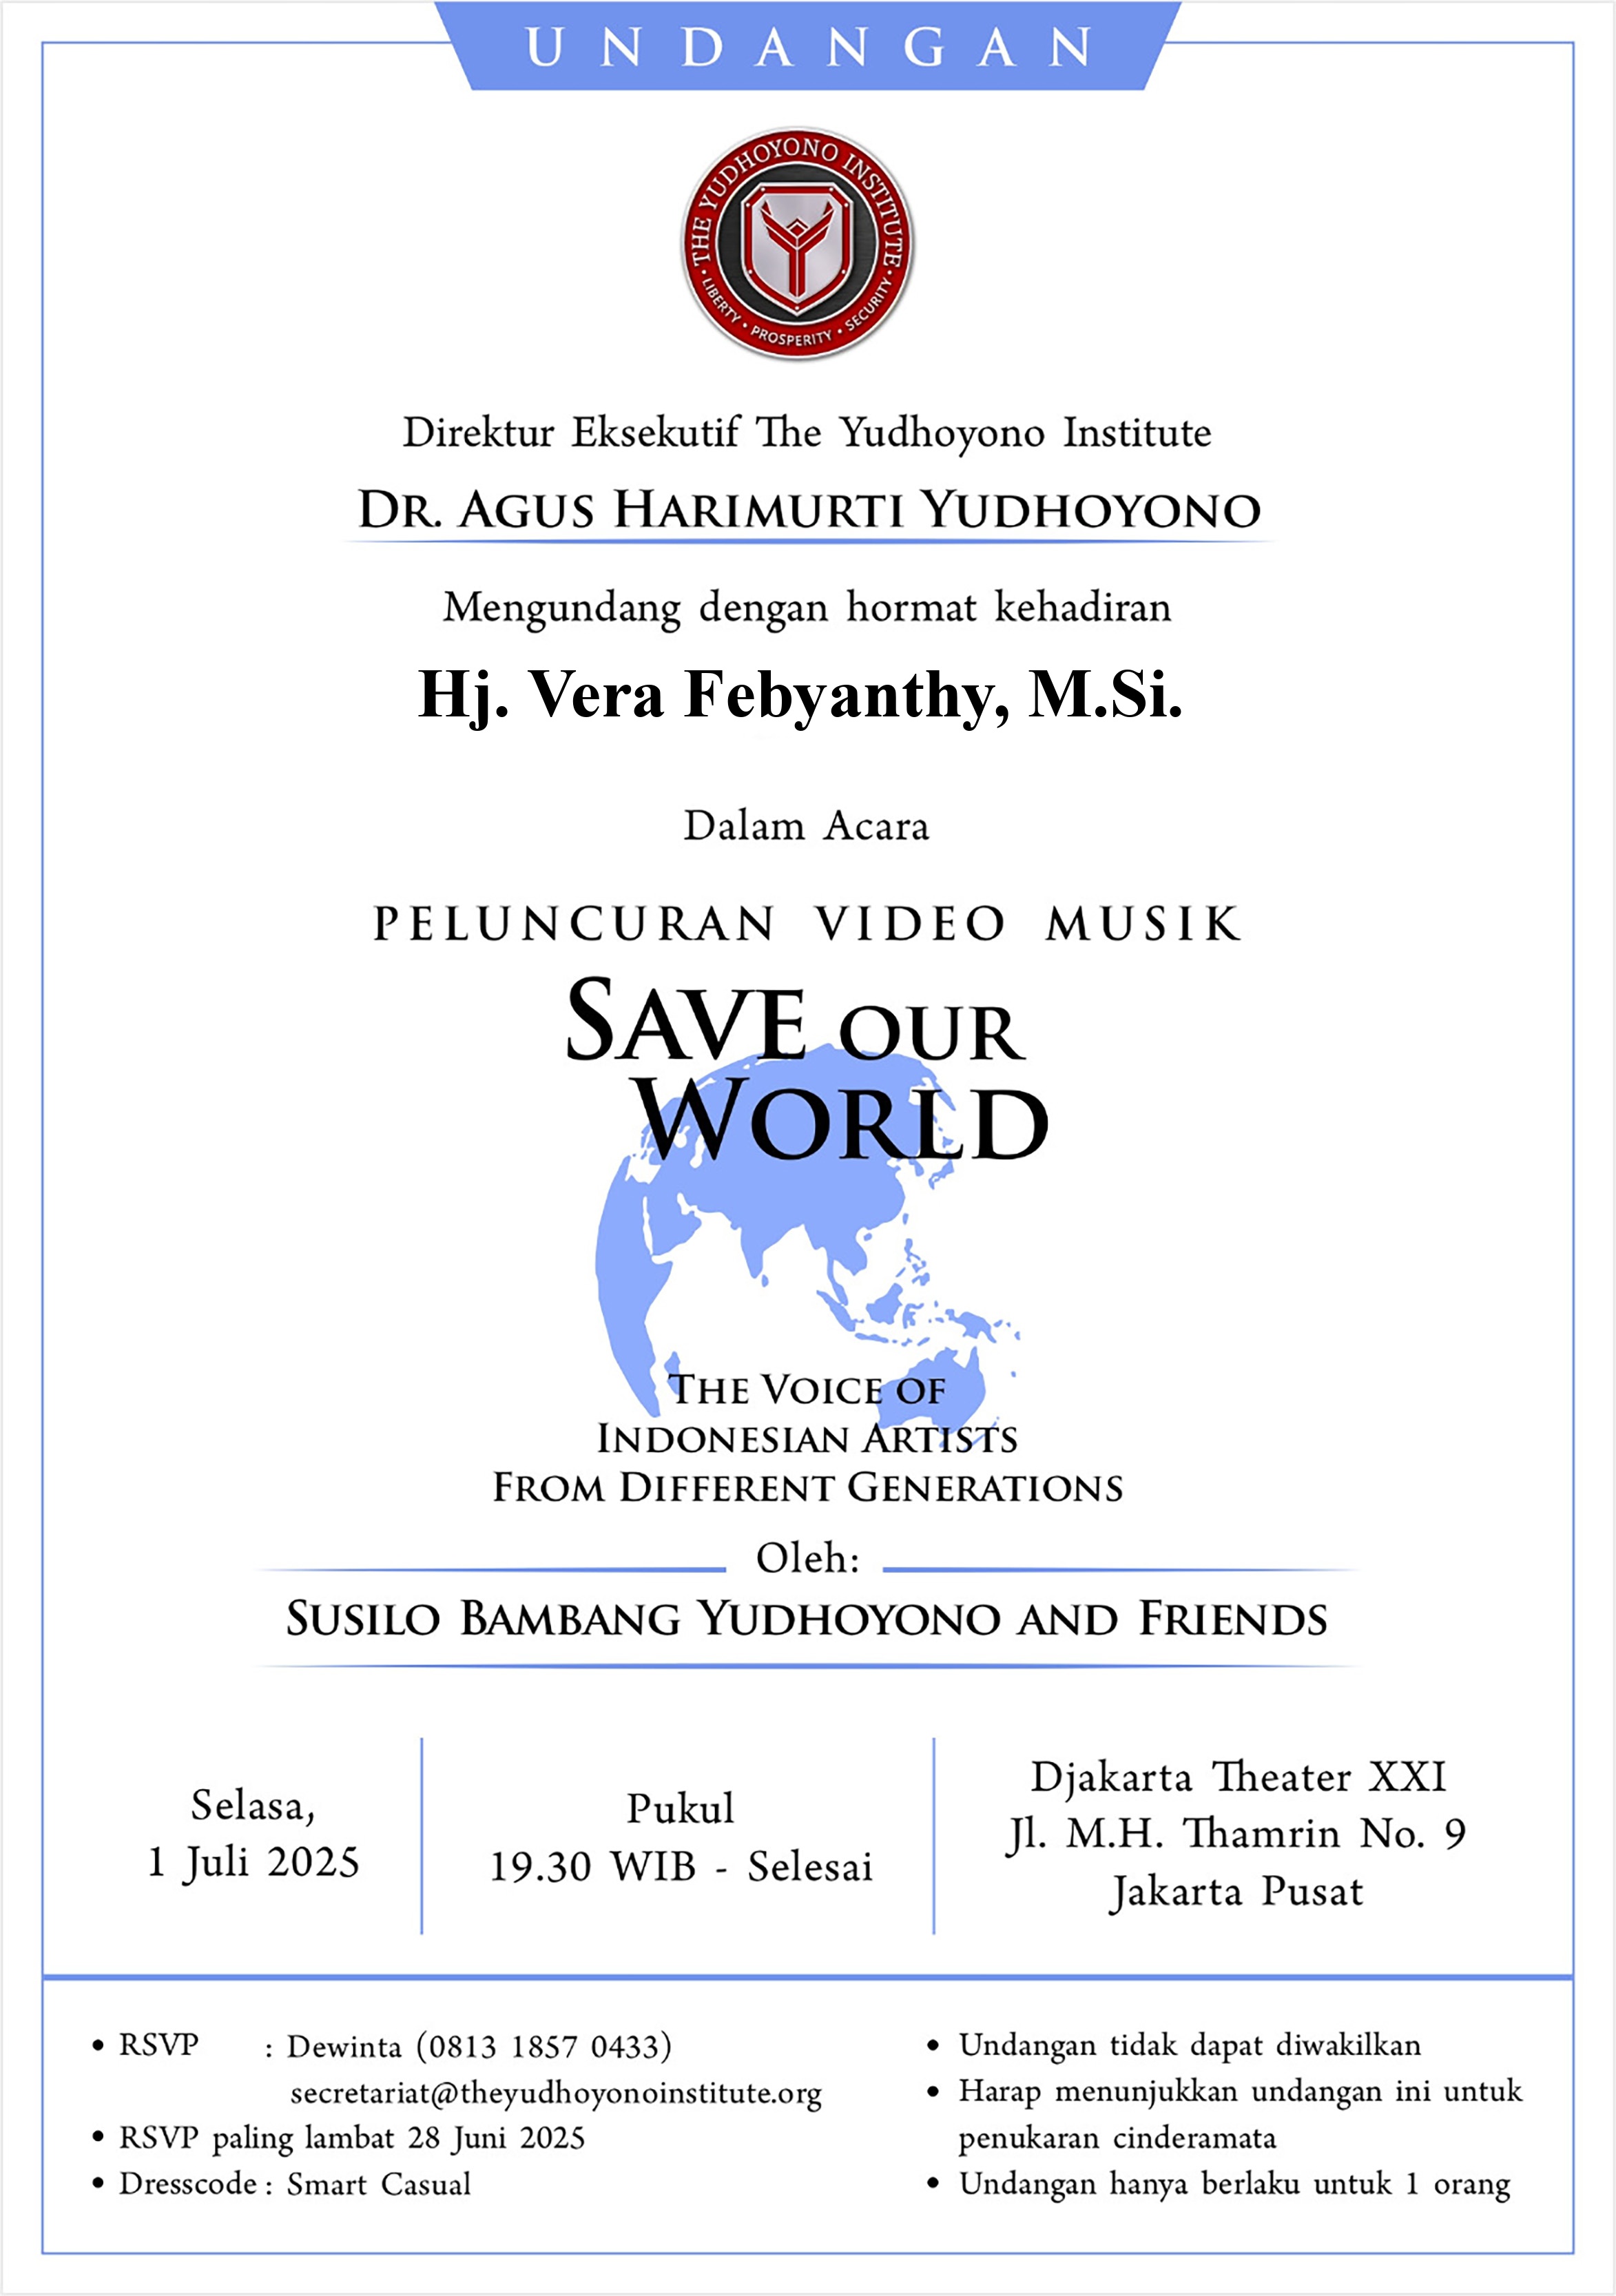 UNDANGAN
THE YUDHOYONO INSTITUTE
LIBERTY • PROSPERITY • SECURITY
Direktur Eksekutif The Yudhoyono Institute
DR. AGUS HARIMURTI YUDHOYONO
Mengundang dengan hormat kehadiran
Hj. Vera Febyanthy, M.Si.
Dalam Acara
PELUNCURAN VIDEO MUSIK
SAVE OUR
WORLD
THE VOICE OF
INDONESIAN ARTISTS
FROM DIFFERENT GENERATIONS
Oleh:
SUSILO BAMBANG YUDHOYONO AND FRIENDS
Selasa,
1 Juli 2025
Pukul
19.30 WIB - Selesai
Djakarta Theater XXI
Jl. M.H. Thamrin No. 9
Jakarta Pusat
• RSVP : Dewinta (0813 1857 0433)
secretariat@theyudhoyonoinstitute.org
• RSVP paling lambat 28 Juni 2025
• Dresscode : Smart Casual
• Undangan tidak dapat diwakilkan
• Harap menunjukkan undangan ini untuk
penukaran cinderamata
• Undangan hanya berlaku untuk 1 orang